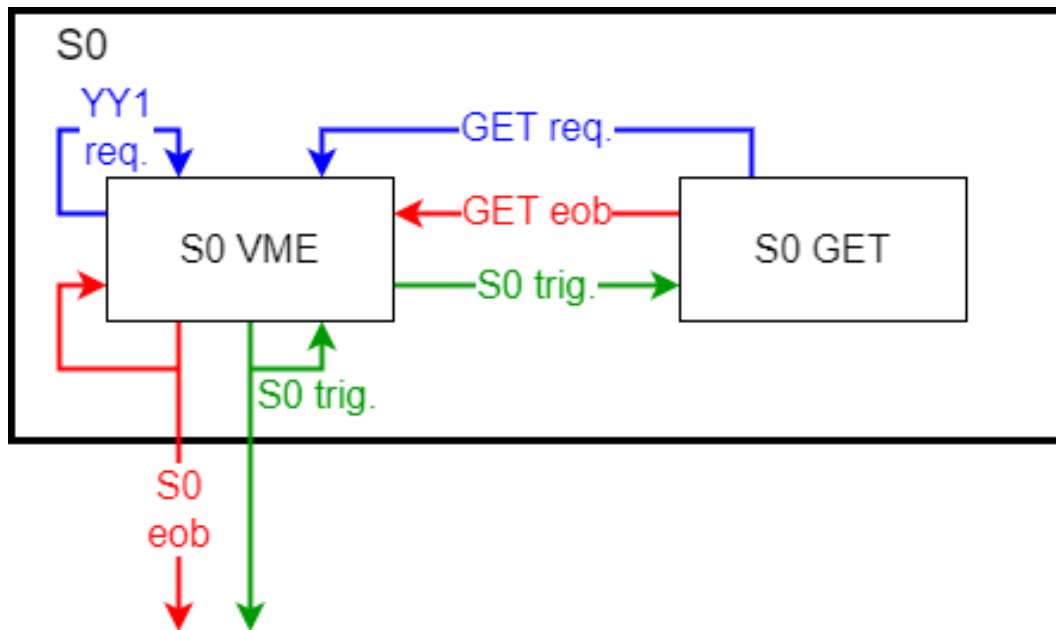 S0
YY1
req.
GET req.
GET eob
S0 VME
S0 GET
S0 trig.
S0 trig.
S0
eob